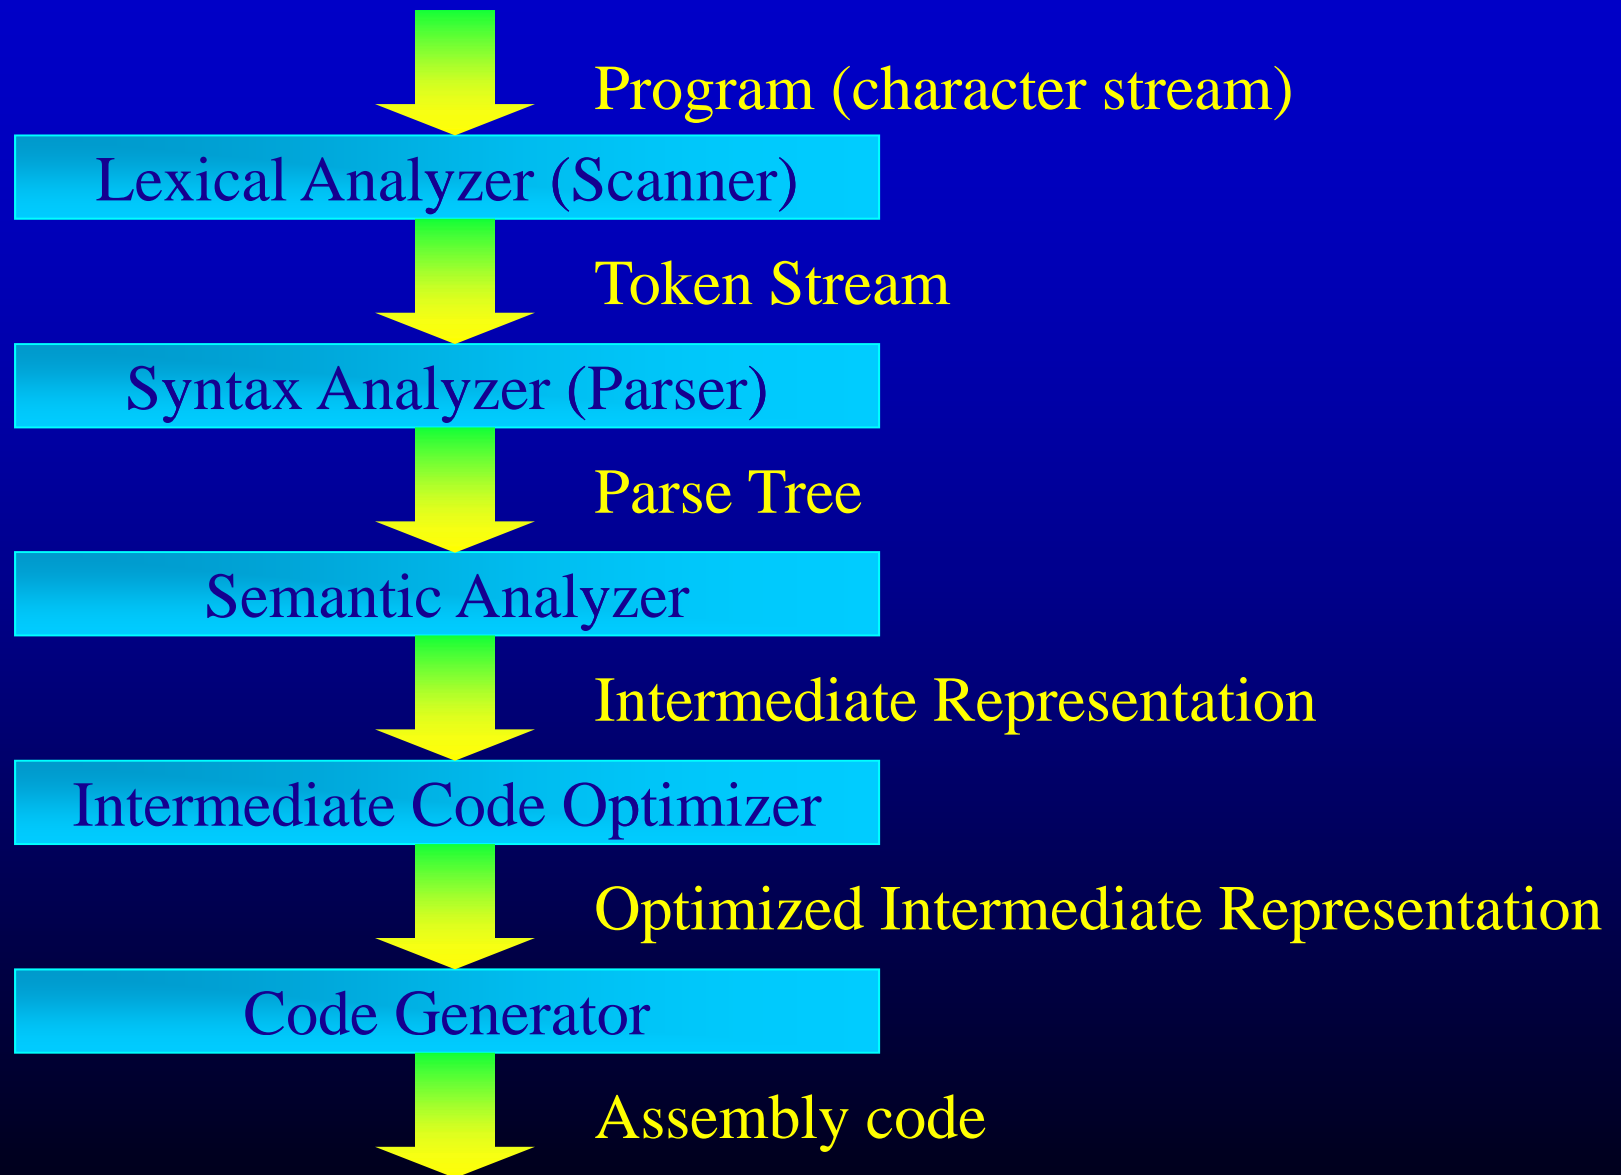 Program (character stream)
Lexical Analyzer (Scanner)
Token Stream
Syntax Analyzer (Parser)
Parse Tree
Semantic Analyzer
Intermediate Representation
Intermediate Code Optimizer
Optimized Intermediate Representation
Code Generator
Assembly code